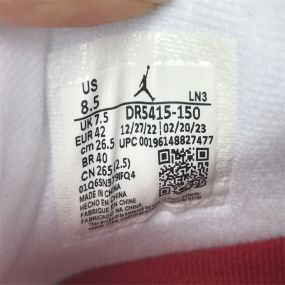 US
8.5
LN3
UK 7.5
DR5415-150
EUR 42
12/27/22 / 02/20/23
cm 26.5
UPC 00196148827477
BR 40
CN 26.5 (2.5)
MADE IN CHINA
HECHO EN CHINA
FABRIQUÉ EN CHINE
FABRICADO NA CHINA